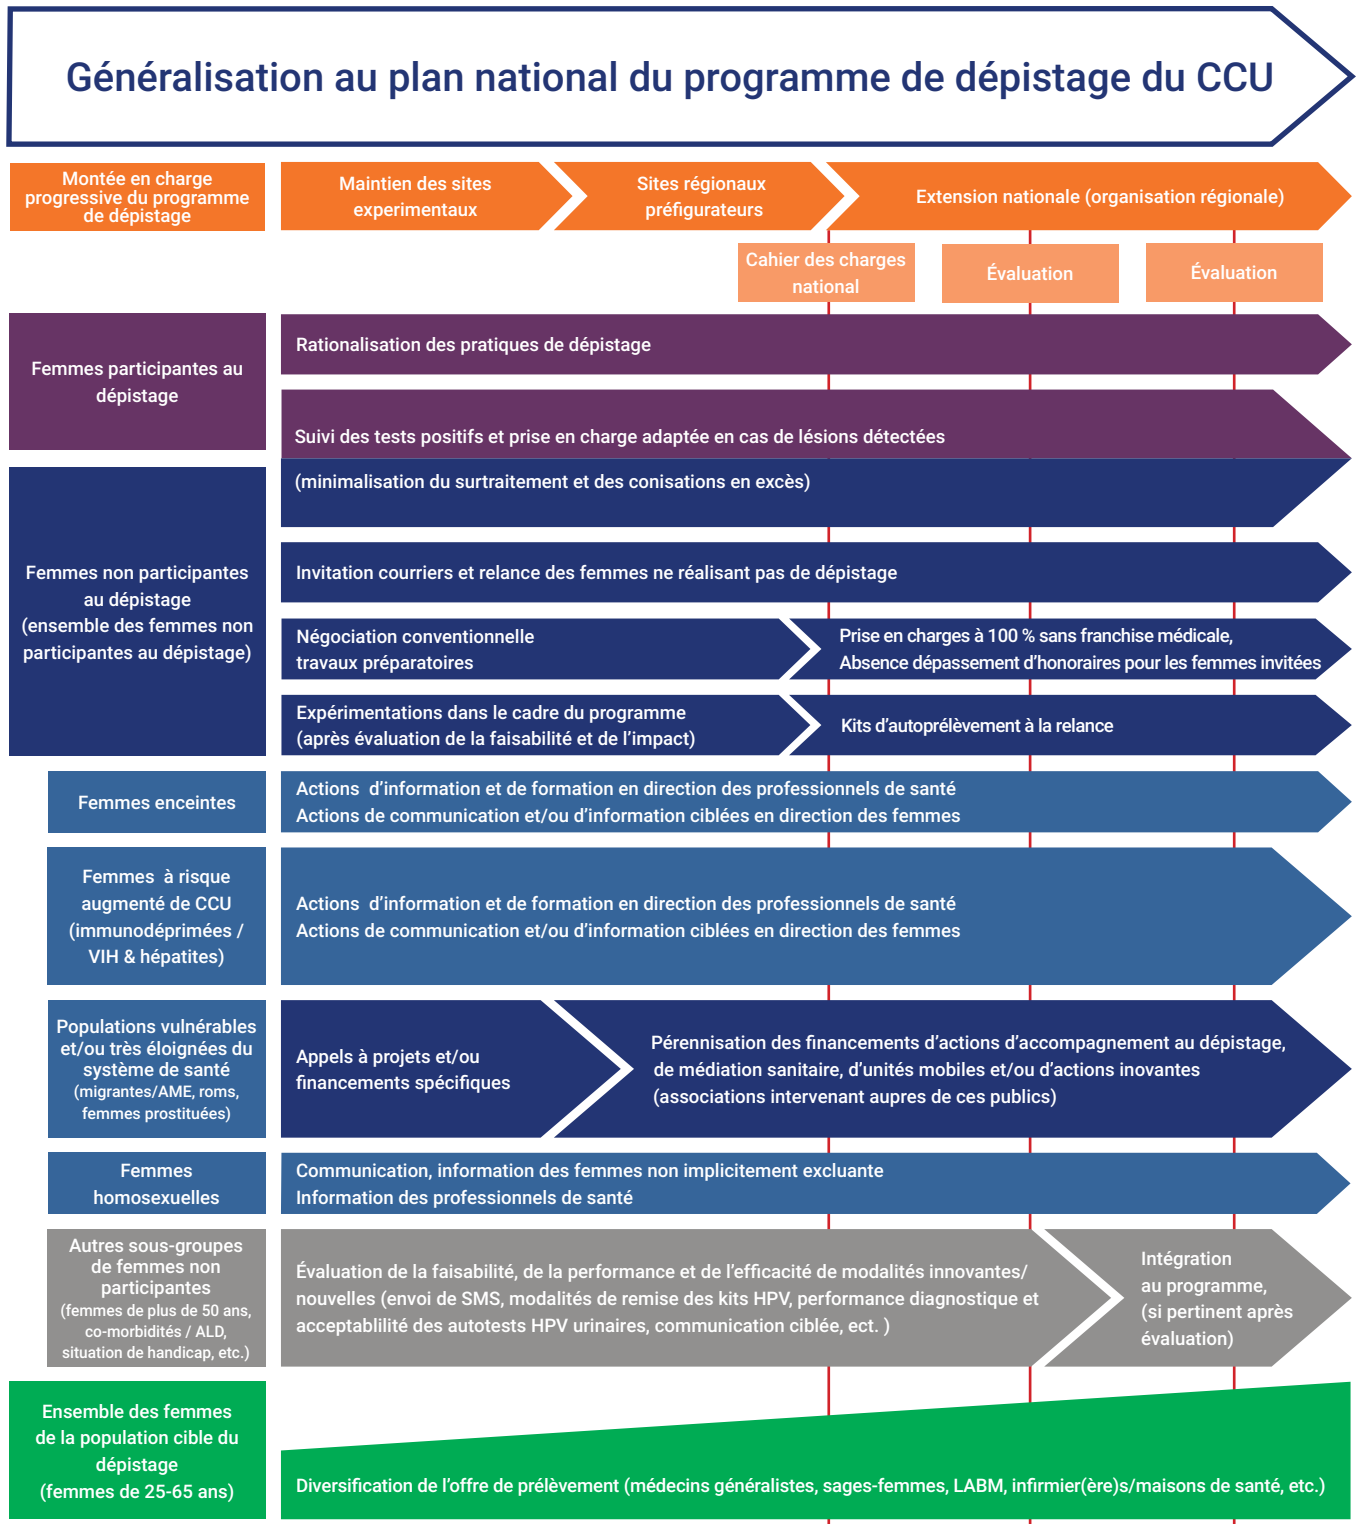 Généralisation au plan national du programme de dépistage du CCU
Montée en charge
progressive du programme
de dépistage
Maintien des sites
experimentaux
Sites régionaux
préfigurateurs
Extension nationale (organisation régionale)
Cahier des charges
national
Évaluation
Évaluation
Femmes participantes au
dépistage
Rationalisation des pratiques de dépistage
Suivi des tests positifs et prise en charge adaptée en cas de lésions détectées
(minimalisation du surtraitement et des conisations en excès)
Femmes non participantes
au dépistage
(ensemble des femmes non
participantes au dépistage)
Invitation courriers et relance des femmes ne réalisant pas de dépistage
Négociation conventionnelle
travaux préparatoires
Prise en charges à 100 % sans franchise médicale,
Absence dépassement d’honoraires pour les femmes invitées
Expérimentations dans le cadre du programme
(après évaluation de la faisabilité et de l’impact)
Kits d’autoprélèvement à la relance
Femmes enceintes
Actions  d’information et de formation en direction des professionnels de santé
Actions de communication et/ou d’information ciblées en direction des femmes
Femmes  à risque
augmenté de CCU
(immunodéprimées /
VIH & hépatites)
Actions  d’information et de formation en direction des professionnels de santé
Actions de communication et/ou d’information ciblées en direction des femmes
Populations vulnérables
et/ou très éloignées du
système de santé
(migrantes/AME, roms,
femmes prostituées)
Appels à projets et/ou
financements spécifiques
Pérennisation des financements d’actions d’accompagnement au dépistage,
de médiation sanitaire, d’unités mobiles et/ou d’actions inovantes
(associations intervenant aupres de ces publics)
Femmes
homosexuelles
Communication, information des femmes non implicitement excluante
Information des professionnels de santé
Autres sous-groupes
de femmes non
participantes
(femmes de plus de 50 ans,
co-morbidités / ALD,
situation de handicap, etc.)
Évaluation de la faisabilité, de la performance et de l’efficacité de modalités innovantes/
nouvelles (envoi de SMS, modalités de remise des kits HPV, performance diagnostique et
acceptablilité des autotests HPV urinaires, communication ciblée, ect. )
Intégration
au programme,
(si pertinent après
évaluation)
Ensemble des femmes
de la population cible du
dépistage
(femmes de 25-65 ans)
Diversification de l’offre de prélèvement (médecins généralistes, sages-femmes, LABM, infirmier(ère)s/maisons de santé, etc.)